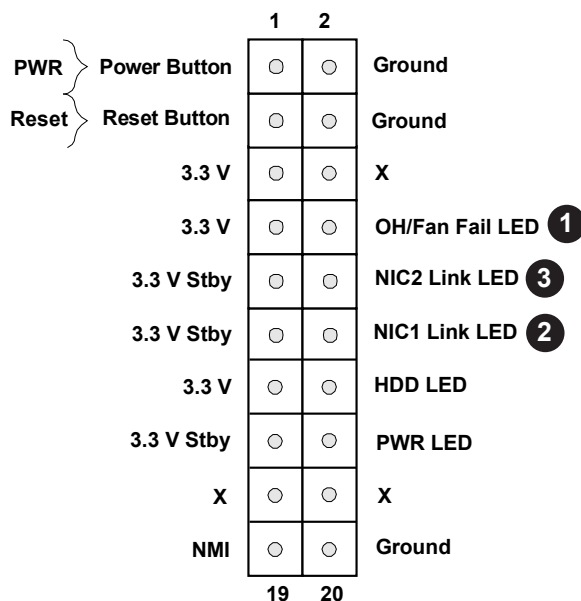 1 2
PWR Power Button Ground
Reset Reset Button Ground
3.3 V X
3.3 V OH/Fan Fail LED 1
3.3 V Stby NIC2 Link LED 3
3.3 V Stby NIC1 Link LED 2
3.3 V HDD LED
3.3 V Stby PWR LED
X X
NMI Ground
19 20